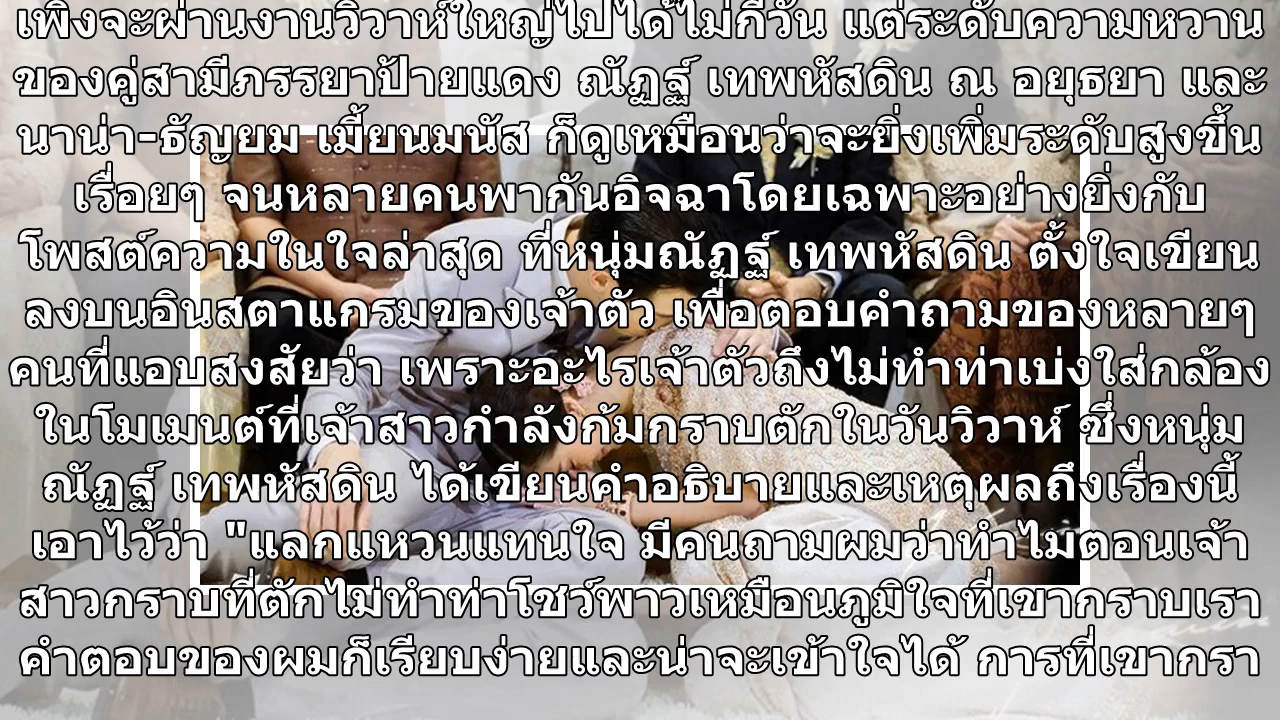 เพิ่งจะผ่านงานวิวาห์ใหญ่ไปได้ไม่กี่วัน แต่ระดับความหวาน
ของคู่สามีภรรยาป้ายแดง ณัฏฐ์ เทพหัสดิน ณ อยุธยา และ
นาน่า-ธัญยม เมี้ยนมนัส ก็ดูเหมือนว่าจะยิ่งเพิ่มระดับสูงขึ้น
เรื่อยๆ จนหลายคนพากันอิจฉาโดยเฉพาะอย่างยิ่งกับ
โพสต์ความในใจล่าสุด ที่หนุ่มณัฏฐ์ เทพหัสดิน ตั้งใจเขียน
ลงบนอินสตาแกรมของเจ้าตัว เพื่อตอบคำถามของหลายๆ
คนที่แอบสงสัยว่า เพราะอะไรเจ้าตัวถึงไม่ทำท่าเบ่งใส่กล้อง
ในโมเมนต์ที่เจ้าสาวกำลังก้มกราบตักในวันวิวาห์ ซึ่งหนุ่ม
ณัฏฐ์ เทพหัสดิน ได้เขียนคำอธิบายและเหตุผลถึงเรื่องนี้
เอาไว้ว่า "แลกแหวนแทนใจ มีคนถามผมว่าทำไมตอนเจ้า
สาวกราบที่ตักไม่ทำท่าโชว์พาวเหมือนภูมิใจที่เขากราบเรา
คำตอบของผมก็เรียบง่ายและน่าจะเข้าใจได้ การที่เขากรา